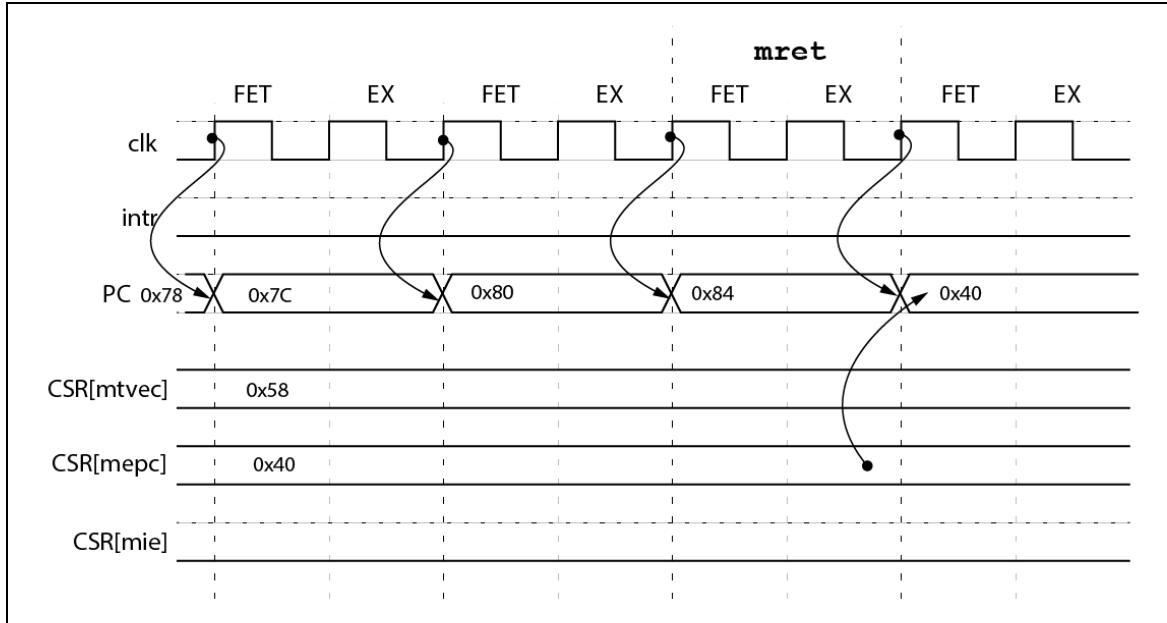 mret
FET EX FET EX FET EX FET EX
clk
intr
PC 0x78 0x7C 0x80 0x84 0x40
CSR[mtvec] 0x58
CSR[mepc] 0x40
CSR[mie]